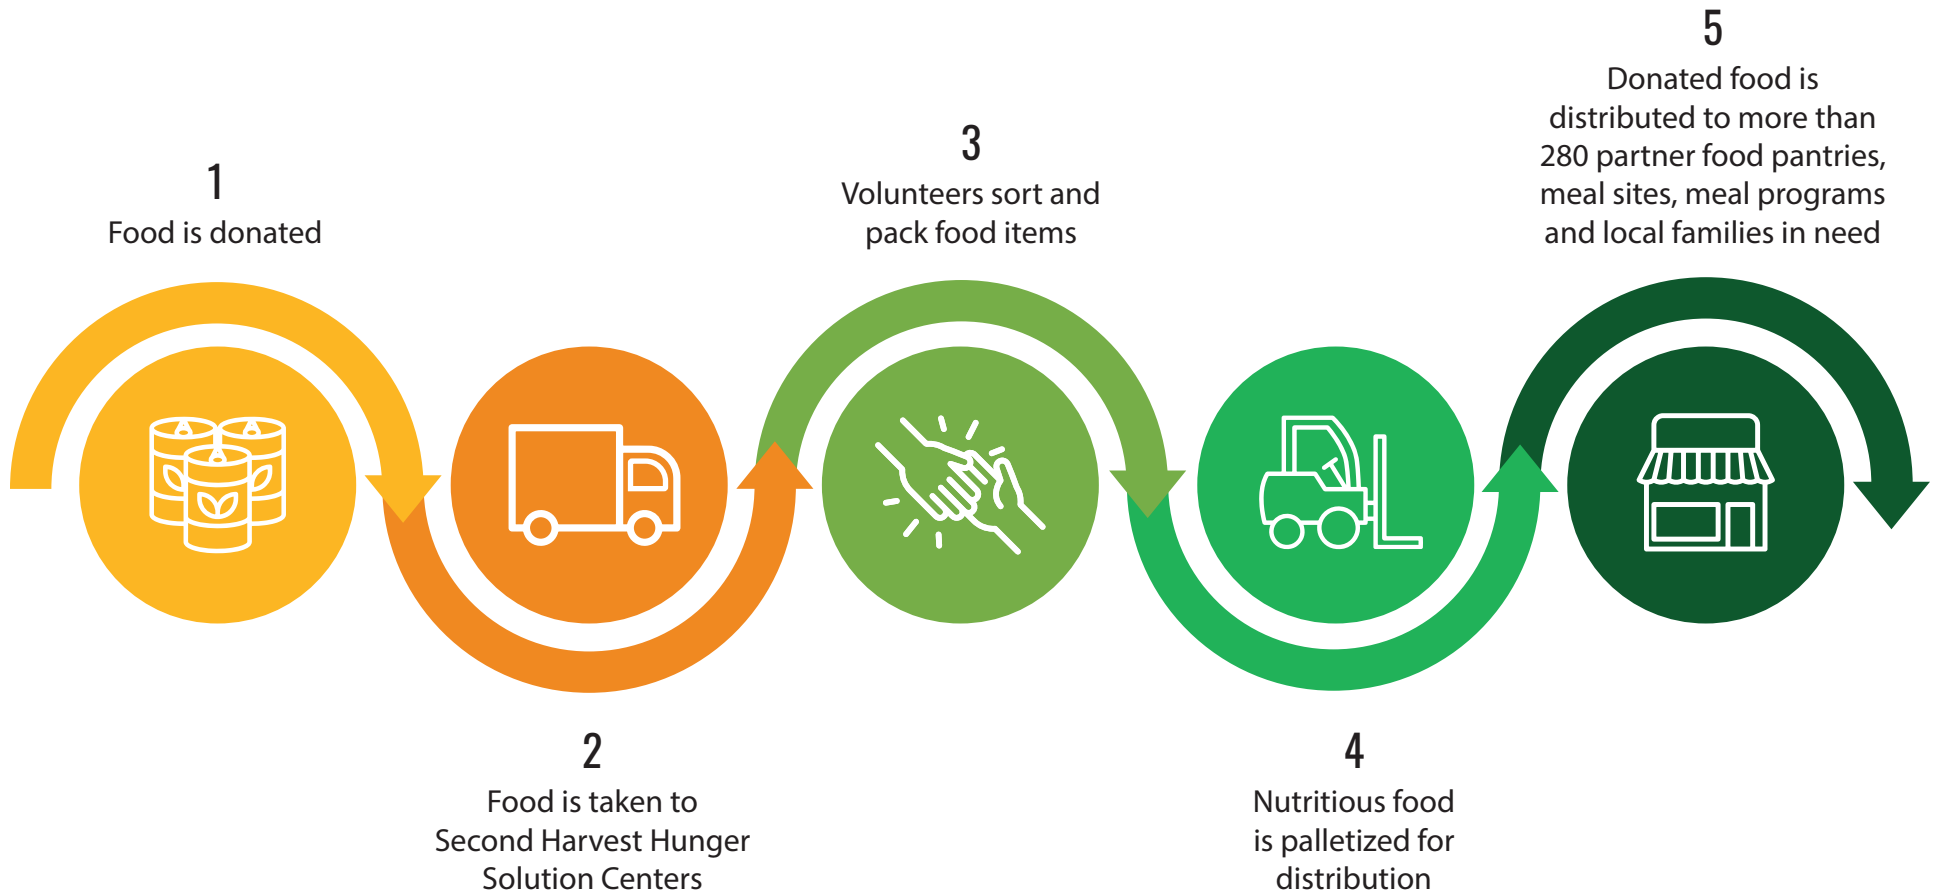 1
Food is donated
2
Food is taken to
Second Harvest Hunger
Solution Centers
3
Volunteers sort and
pack food items
4
Nutritious food
is palletized for
distribution
5
Donated food is
distributed to more than
280 partner food pantries,
meal sites, meal programs
and local families in need